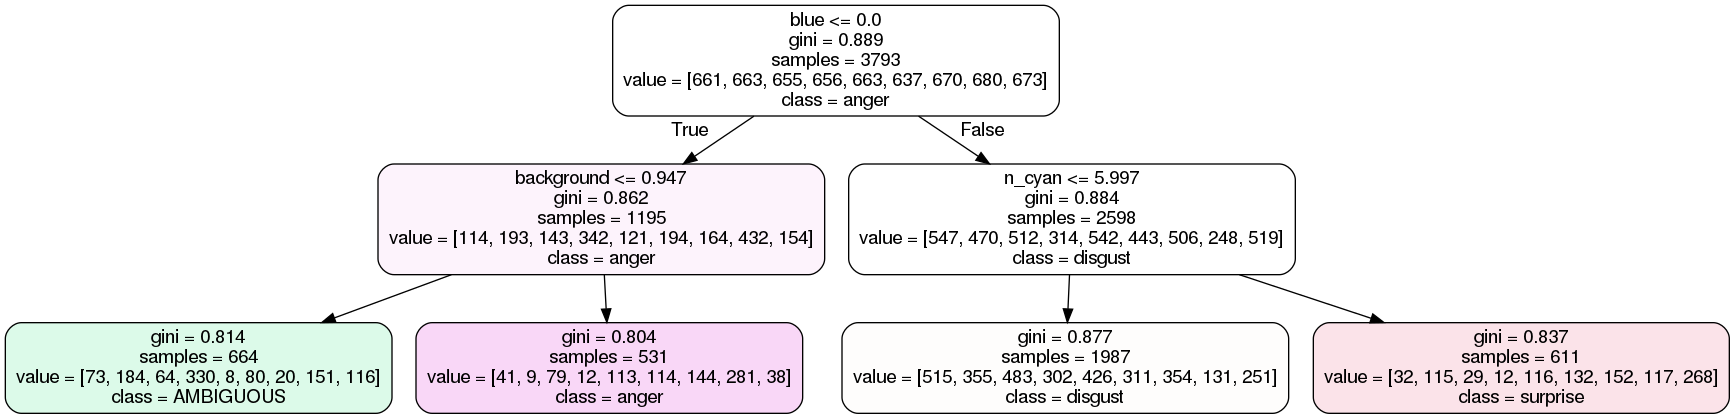 blue <= 0.0
gini = 0.889
samples = 3793
value = [661, 663, 655, 656, 663, 637, 670, 680, 673]
class = anger
True
False
background <= 0.947
gini = 0.862
samples = 1195
value = [114, 193, 143, 342, 121, 194, 164, 432, 154]
class = anger
n_cyan <= 5.997
gini = 0.884
samples = 2598
value = [547, 470, 512, 314, 542, 443, 506, 248, 519]
class = disgust
gini = 0.814
samples = 664
value = [73, 184, 64, 330, 8, 80, 20, 151, 116]
class = AMBIGUOUS
gini = 0.804
samples = 531
value = [41, 9, 79, 12, 113, 114, 144, 281, 38]
class = anger
gini = 0.877
samples = 1987
value = [515, 355, 483, 302, 426, 311, 354, 131, 251]
class = disgust
gini = 0.837
samples = 611
value = [32, 115, 29, 12, 116, 132, 152, 117, 268]
class = surprise